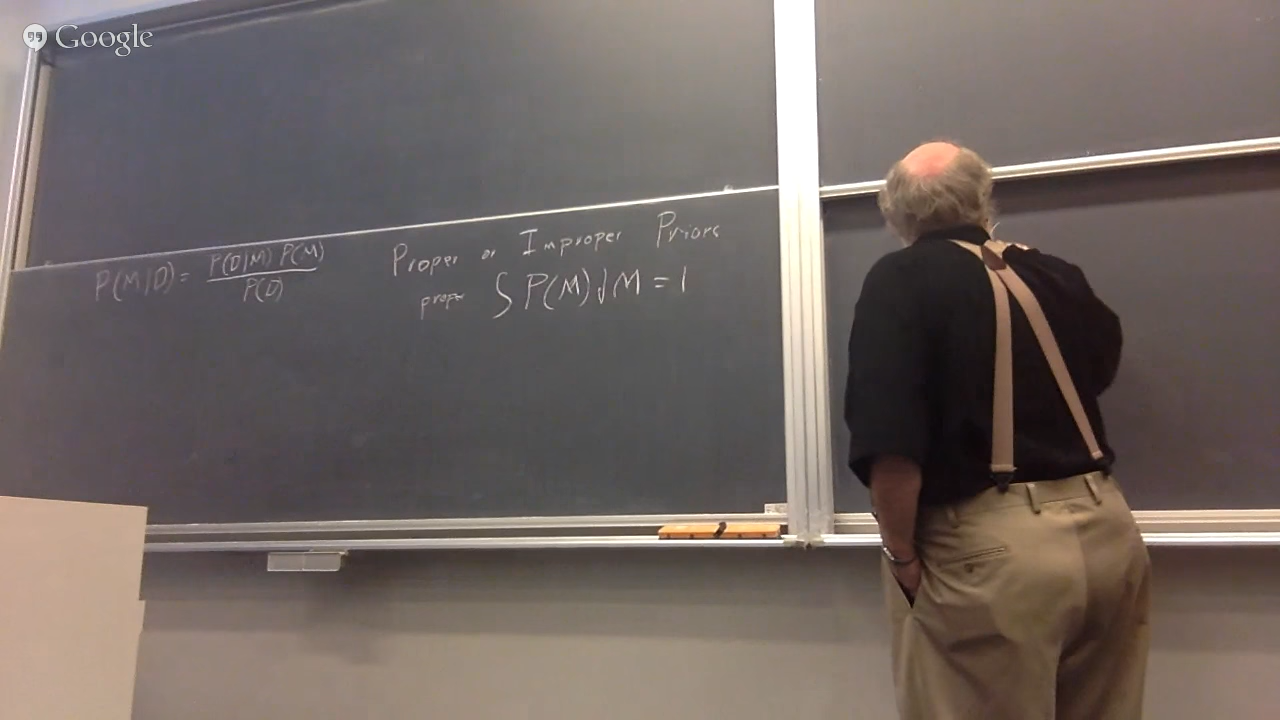 Google
P(M|D) = P(D|M) P(M) / P(D)
Proper or Improper Priors
proper ∫ P(M) dM = 1